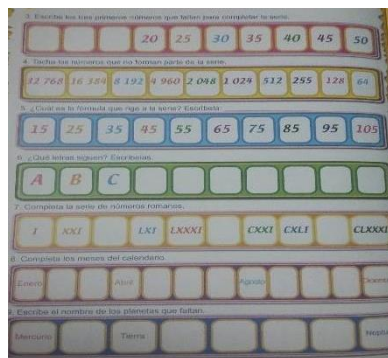 3. Escribe los tres primeros números que faltan para completar la serie.
20 25 30 35 40 45 50
4. Tacha los números que no forman parte de la serie.
32 768 16 384 8 192 4 960 2 048 1 024 512 255 128 64
5. ¿Cuál es la fórmula que rige a la serie? Escríbela.
15 25 35 45 55 65 75 85 95 105
6. ¿Qué letras siguen? Escríbelas.
A B C
7. Completa la serie de números romanos.
I XXI LXI LXXXI CXXI CXLI CLXXXI
8. Completa los meses del calendario.
Enero Abril Agosto
9. Escribe el nombre de los planetas que faltan.
Mercurio Tierra